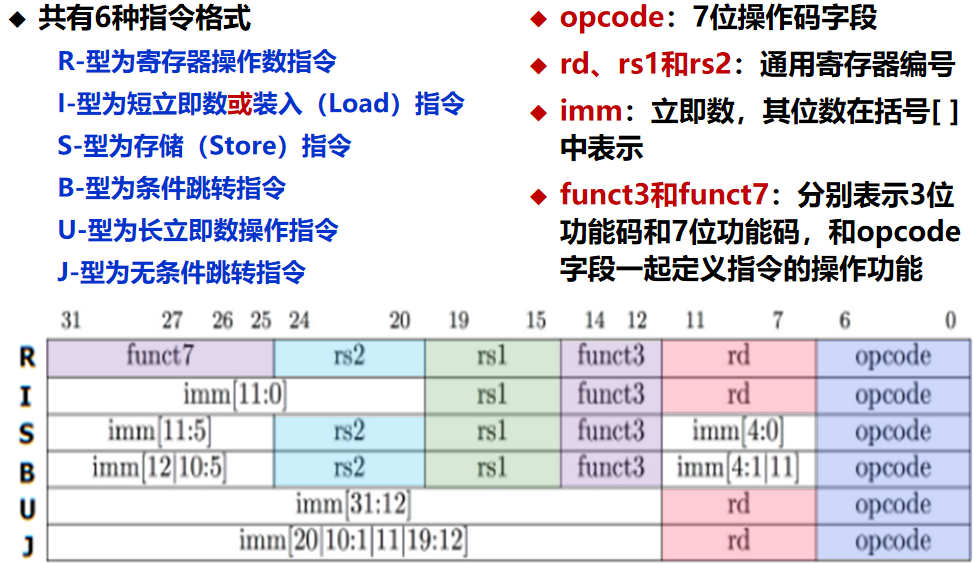 ◆ 共有6种指令格式
R-型为寄存器操作数指令
I-型为短立即数或装入（Load）指令
S-型为存储（Store）指令
B-型为条件跳转指令
U-型为长立即数操作指令
J-型为无条件跳转指令
◆ opcode：7位操作码字段
◆ rd、rs1和rs2：通用寄存器编号
◆ imm：立即数，其位数在括号[ ]
中表示
◆ funct3和funct7：分别表示3位
功能码和7位功能码，和opcode
字段一起定义指令的操作功能
31 27 26 25 24 20 19 15 14 12 11 7 6 0
R funct7 rs2 rs1 funct3 rd opcode
I imm[11:0] rs1 funct3 rd opcode
S imm[11:5] rs2 rs1 funct3 imm[4:0] opcode
B imm[12|10:5] rs2 rs1 funct3 imm[4:1|11] opcode
U imm[31:12] rd opcode
J imm[20|10:1|11|19:12] rd opcode